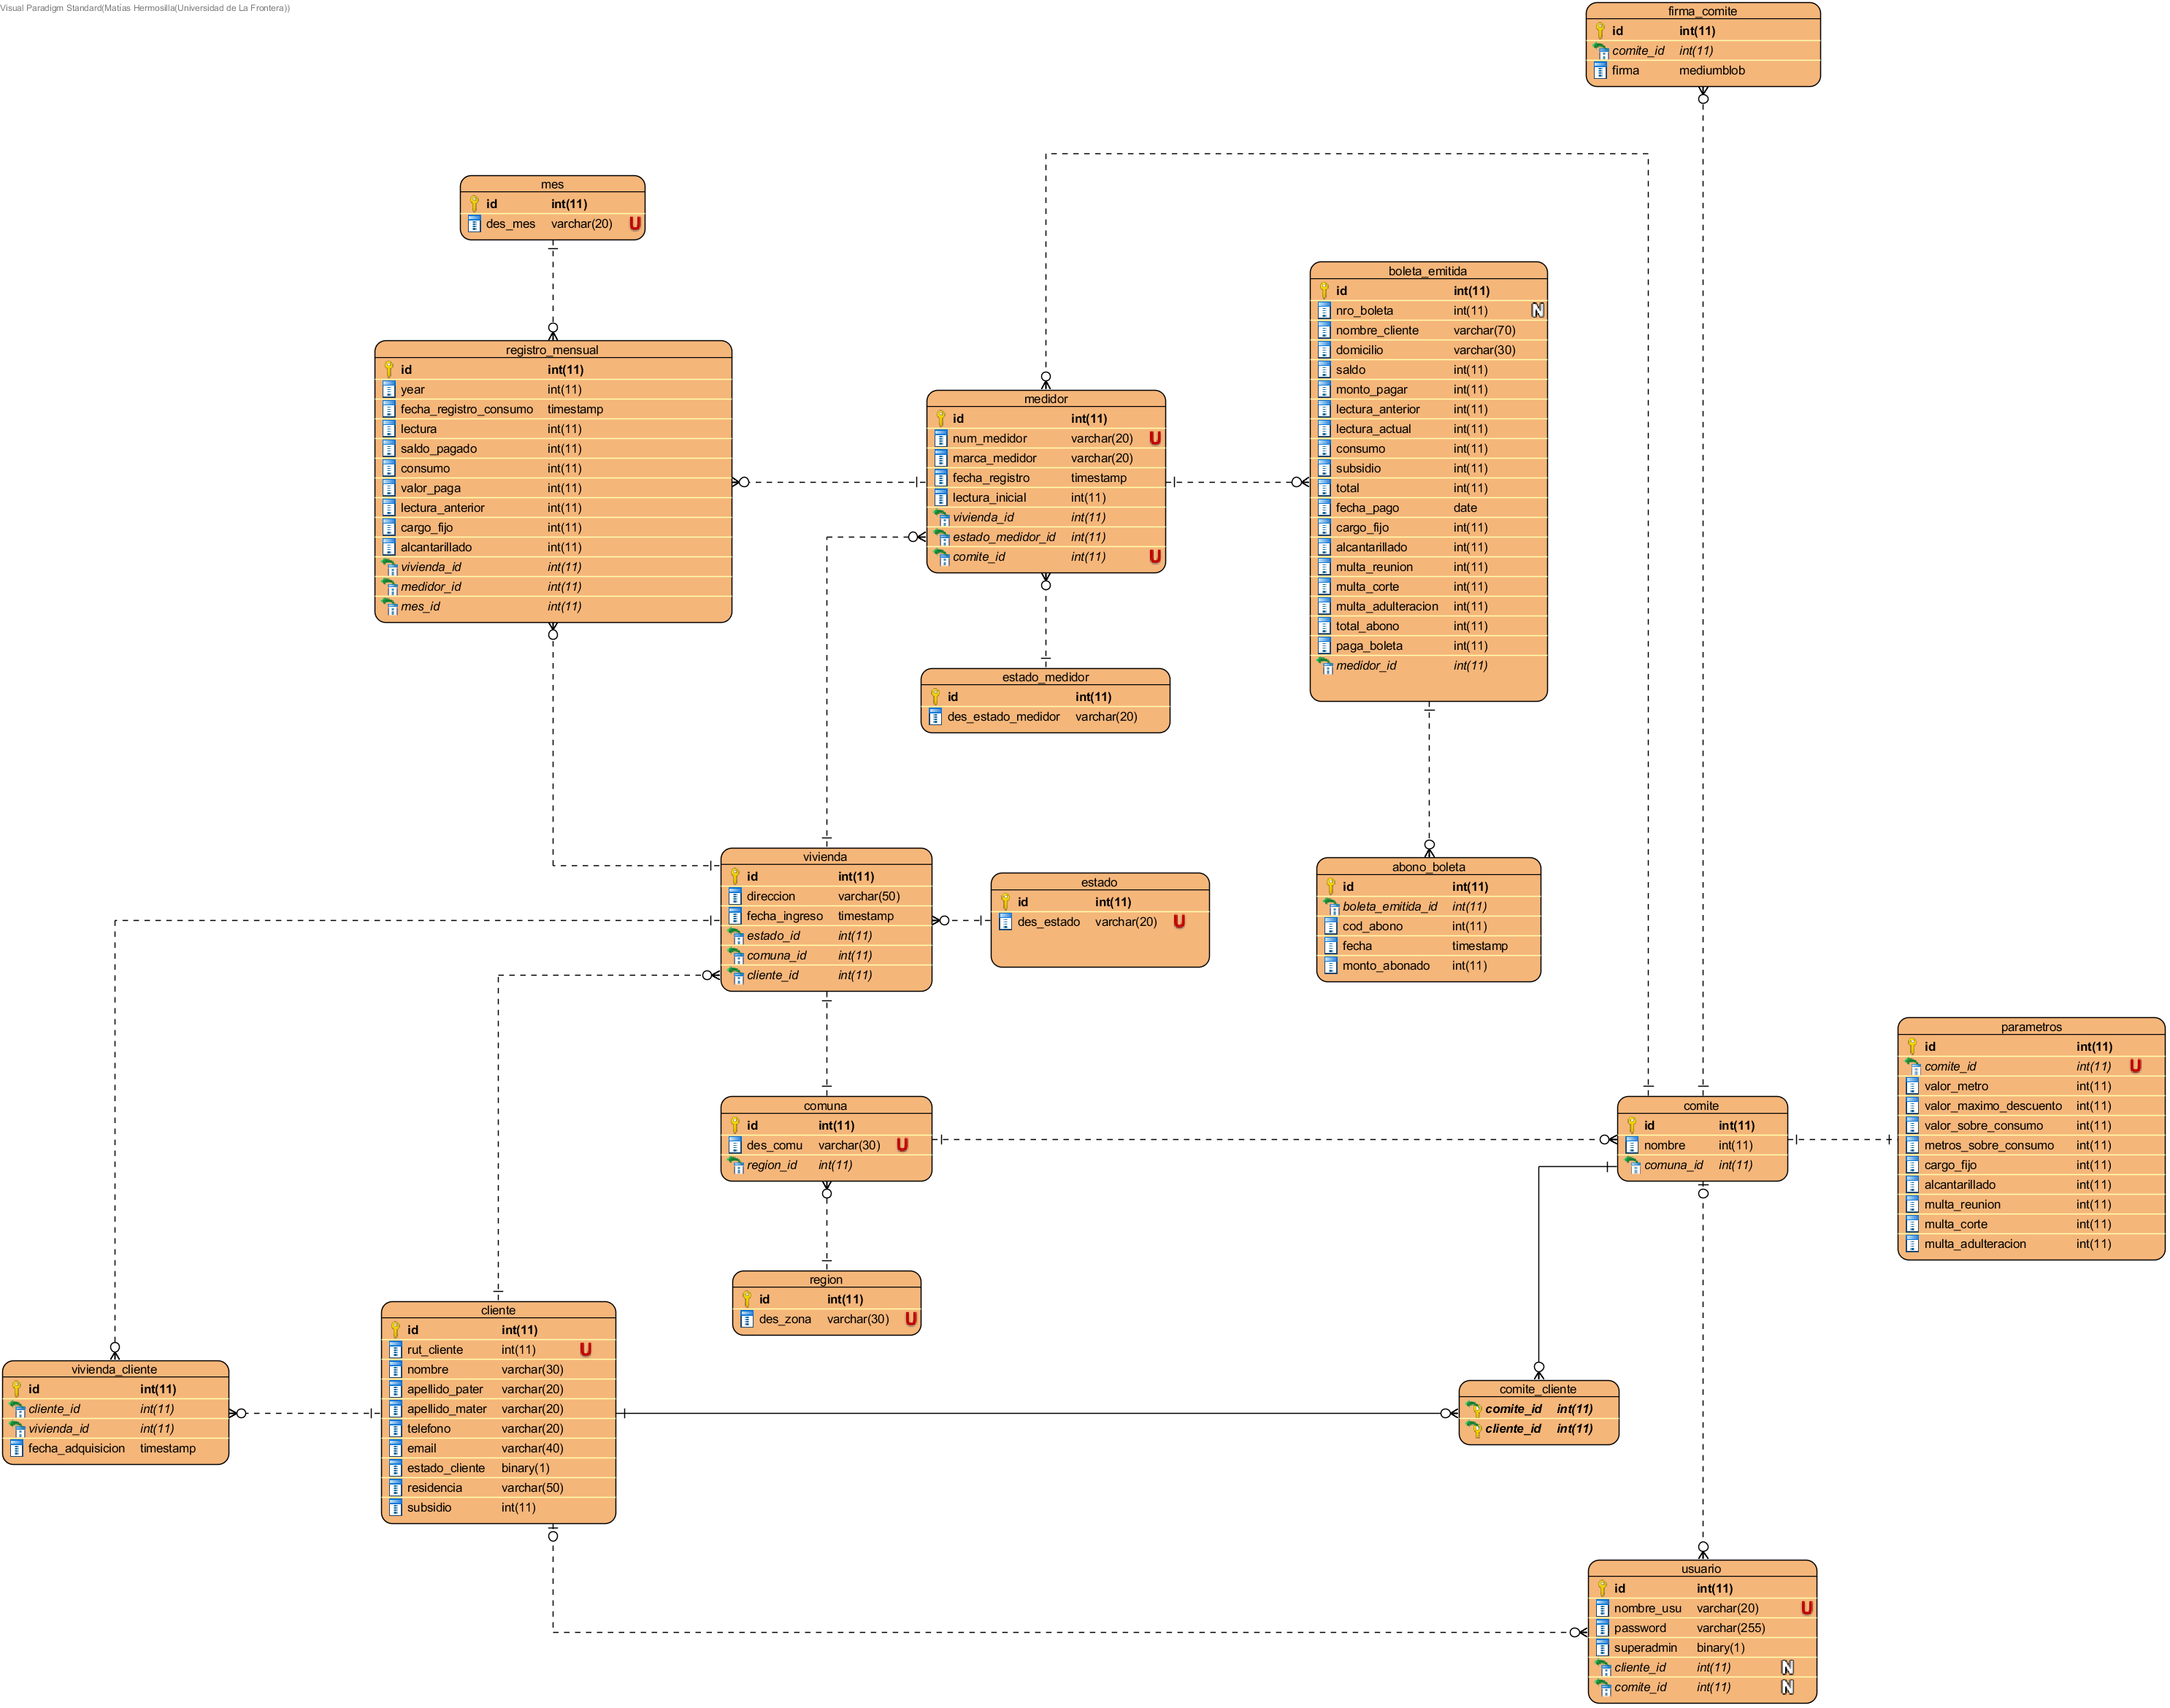 Visual Paradigm Standard(Matías Hermosilla(Universidad de La Frontera))
firma_comite
id int(11)
comite_id int(11)
firma mediumblob
mes
id int(11)
des_mes varchar(20) U
boleta_emitida
id int(11)
nro_boleta int(11) N
nombre_cliente varchar(70)
domicilio varchar(30)
saldo int(11)
monto_pagar int(11)
lectura_anterior int(11)
lectura_actual int(11)
consumo int(11)
subsidio int(11)
total int(11)
fecha_pago date
cargo_fijo int(11)
alcantarillado int(11)
multa_reunion int(11)
multa_corte int(11)
multa_adulteracion int(11)
total_abono int(11)
paga_boleta int(11)
medidor_id int(11)
registro_mensual
id int(11)
year int(11)
fecha_registro_consumo timestamp
lectura int(11)
saldo_pagado int(11)
consumo int(11)
valor_paga int(11)
lectura_anterior int(11)
cargo_fijo int(11)
alcantarillado int(11)
vivienda_id int(11)
medidor_id int(11)
mes_id int(11)
medidor
id int(11)
num_medidor varchar(20) U
marca_medidor varchar(20)
fecha_registro timestamp
lectura_inicial int(11)
vivienda_id int(11)
estado_medidor_id int(11)
comite_id int(11) U
estado_medidor
id int(11)
des_estado_medidor varchar(20)
vivienda
id int(11)
direccion varchar(50)
fecha_ingreso timestamp
estado_id int(11)
comuna_id int(11)
cliente_id int(11)
estado
id int(11)
des_estado varchar(20) U
abono_boleta
id int(11)
boleta_emitida_id int(11)
cod_abono int(11)
fecha timestamp
monto_abonado int(11)
parametros
id int(11)
comite_id int(11) U
valor_metro int(11)
valor_maximo_descuento int(11)
valor_sobre_consumo int(11)
metros_sobre_consumo int(11)
cargo_fijo int(11)
alcantarillado int(11)
multa_reunion int(11)
multa_corte int(11)
multa_adulteracion int(11)
comuna
id int(11)
des_comu varchar(30) U
region_id int(11)
comite
id int(11)
nombre int(11)
comuna_id int(11)
region
id int(11)
des_zona varchar(30) U
cliente
id int(11)
rut_cliente int(11) U
nombre varchar(30)
apellido_pater varchar(20)
apellido_mater varchar(20)
telefono varchar(20)
email varchar(40)
estado_cliente binary(1)
residencia varchar(50)
subsidio int(11)
vivienda_cliente
id int(11)
cliente_id int(11)
vivienda_id int(11)
fecha_adquisicion timestamp
comite_cliente
comite_id int(11)
cliente_id int(11)
usuario
id int(11)
nombre_usu varchar(20) U
password varchar(255)
superadmin binary(1)
cliente_id int(11) N
comite_id int(11) N